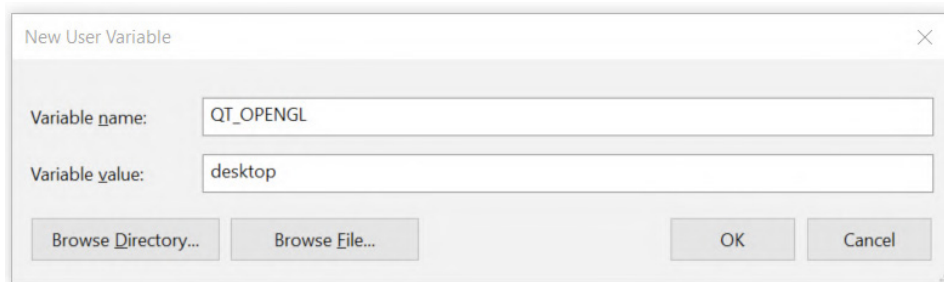 New User Variable
Variable name: QT_OPENGL
Variable value: desktop
Browse Directory... Browse File... OK Cancel